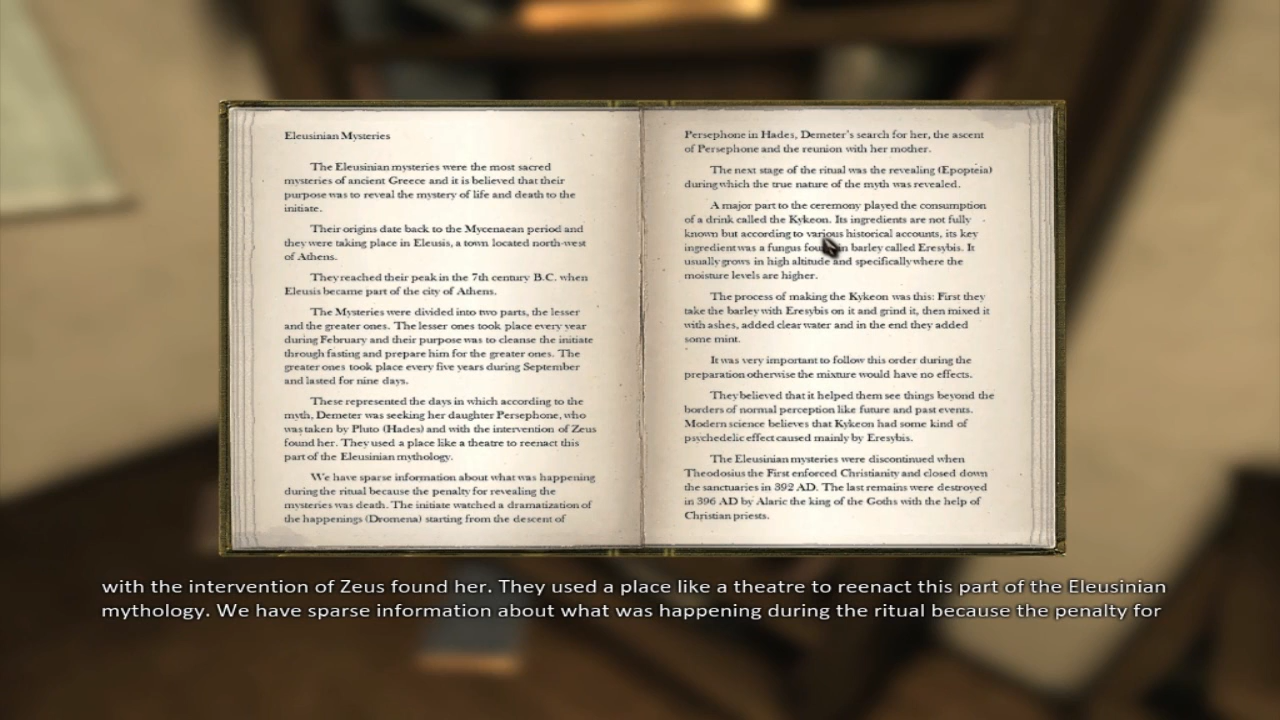 Eleusinian Mysteries
The Eleusinian mysteries were the most sacred
mysteries of ancient Greece and it is believed that their
purpose was to reveal the mystery of life and death to the
initiate.
Their origins date back to the Mycenaean period and
they were taking place in Eleusis, a town located north-west
of Athens.
They reached their peak in the 7th century B.C. when
Eleusis became part of the city of Athens.
The Mysteries were divided into two parts, the lesser
and the greater ones. The lesser ones took place every year
during February and their purpose was to cleanse the initiate
through fasting and prepare him for the greater ones. The
greater ones took place every five years during September
and lasted for nine days.
These represented the days in which according to the
myth, Demeter was seeking her daughter Persephone, who
was taken by Pluto (Hades) and with the intervention of Zeus
found her. They used a place like a theatre to reenact this
part of the Eleusinian mythology.
We have sparse information about what was happening
during the ritual because the penalty for revealing the
mysteries was death. The initiate watched a dramatization of
the happenings (Dromena) starting from the descent of
Persephone in Hades, Demeter's search for her, the ascent
of Persephone and the reunion with her mother.
The next stage of the ritual was the revealing (Epopteia)
during which the true nature of the myth was revealed.
A major part to the ceremony played the consumption
of a drink called the Kykeon. Its ingredients are not fully
known but according to various historical accounts, its key
ingredient was a fungus found in barley called Eresybis. It
usually grows in high altitude and specifically where the
moisture levels are higher.
The process of making the Kykeon was this: First they
take the barley with Eresybis on it and grind it, then mixed it
with ashes, added clear water and in the end they added
some mint.
It was very important to follow this order during the
preparation otherwise the mixture would have no effects.
They believed that it helped them see things beyond the
borders of normal perception like future and past events.
Modern science believes that Kykeon had some kind of
psychedelic effect caused mainly by Eresybis.
The Eleusinian mysteries were discontinued when
Theodosius the First enforced Christianity and closed down
the sanctuaries in 392 AD. The last remains were destroyed
in 396 AD by Alaric the king of the Goths with the help of
Christian priests.
with the intervention of Zeus found her. They used a place like a theatre to reenact this part of the Eleusinian
mythology. We have sparse information about what was happening during the ritual because the penalty for